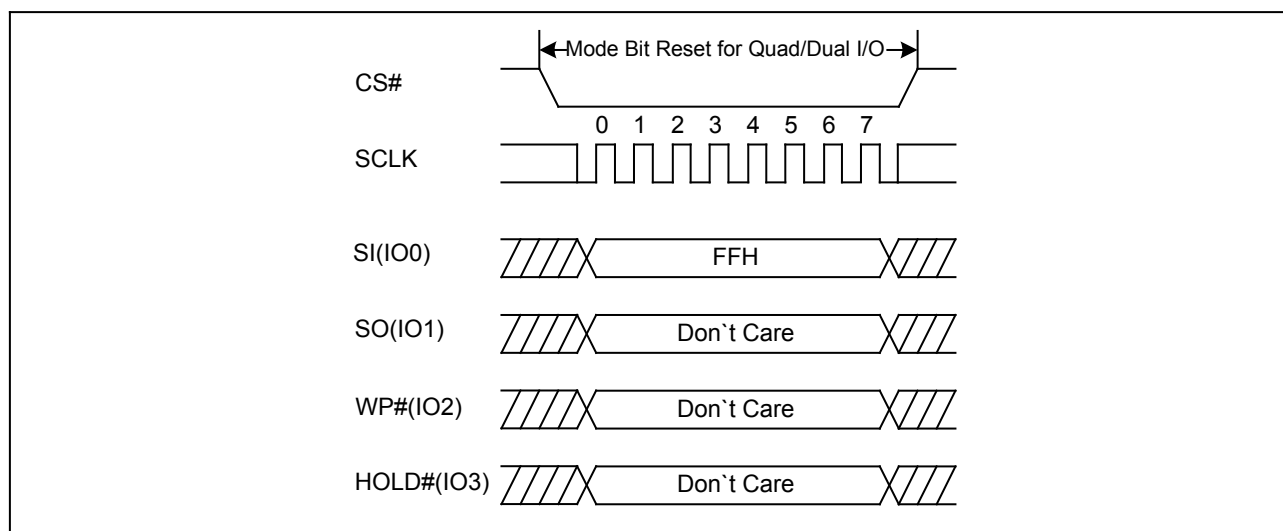 Mode Bit Reset for Quad/Dual I/O
CS#
0 1 2 3 4 5 6 7
SCLK
SI(IO0) FFH
SO(IO1) Don`t Care
WP#(IO2) Don`t Care
HOLD#(IO3) Don`t Care